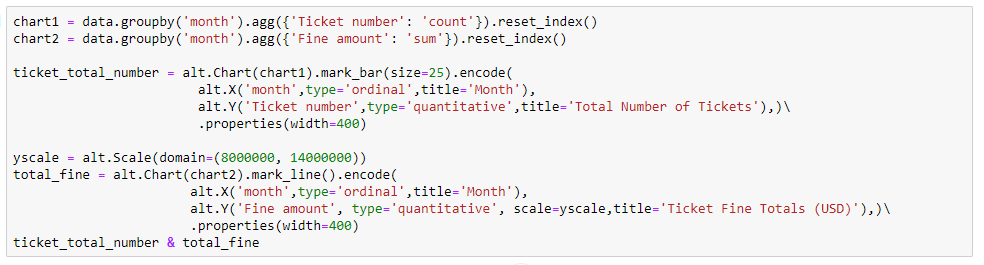 chart1 = data.groupby('month').agg({'Ticket number': 'count'}).reset_index()
chart2 = data.groupby('month').agg({'Fine amount': 'sum'}).reset_index()

ticket_total_number = alt.Chart(chart1).mark_bar(size=25).encode(
                        alt.X('month',type='ordinal',title='Month'),
                        alt.Y('Ticket number',type='quantitative',title='Total Number of Tickets'),)\
                        .properties(width=400)

yscale = alt.Scale(domain=(8000000, 14000000))
total_fine = alt.Chart(chart2).mark_line().encode(
                       alt.X('month',type='ordinal',title='Month'),
                       alt.Y('Fine amount', type='quantitative', scale=yscale,title='Ticket Fine Totals (USD)'),)\
                       .properties(width=400)
ticket_total_number & total_fine